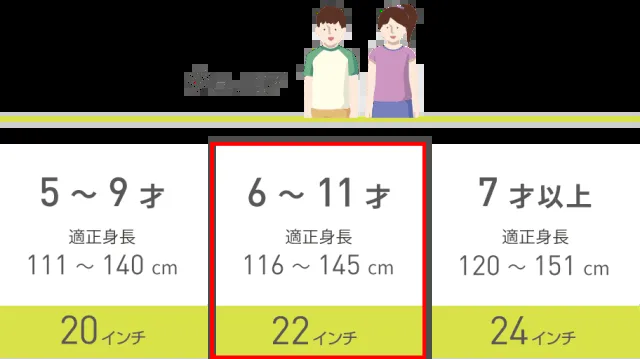 5 ～ 9 才
適正身長
111 ～ 140 cm
20インチ
6 ～ 11 才
適正身長
116 ～ 145 cm
22インチ
7 才以上
適正身長
120 ～ 151 cm
24インチ